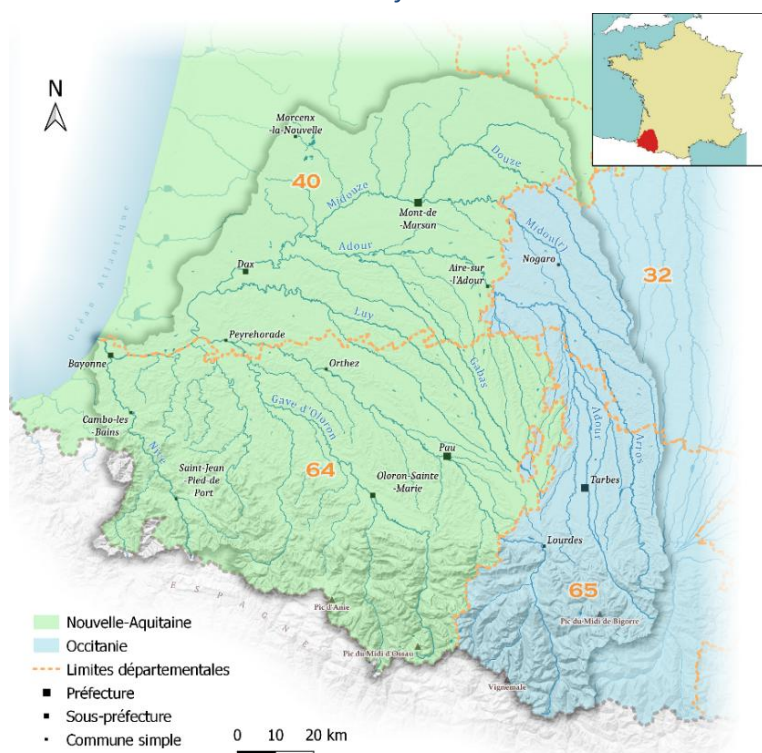 N
Morcenx
-la-Nouvelle
40
Douze
Midouze
Mont-de
-Marsan
Océan Atlantique
Adour
Midou(r)
Nogaro
32
Dax
Aire-sur
-l'Adour
Luy
Peyrehorade
Bayonne
Orthez
Gabas
Gave d'Oloron
Adour
Arros
Cambo-les
-Bains
Nive
64
Pau
Saint-Jean
-Pied-de
-Port
Oloron-Sainte
-Marie
Tarbes
Lourdes
65
Pic du Midi de Bigorre
ESPAGNE
Pic d'Anie
Pic du Midi d'Ossau
Vignemale
Nouvelle-Aquitaine
Occitanie
Limites départementales
Préfecture
Sous-préfecture
Commune simple
0 10 20 km